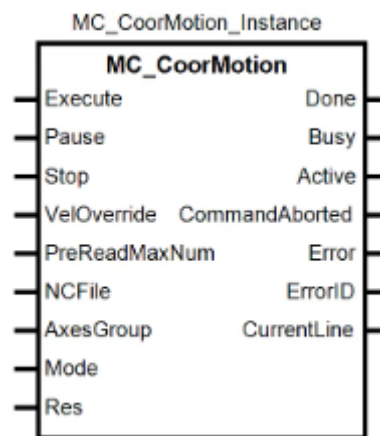 MC_CoorMotion_Instance
MC_CoorMotion
Execute Done
Pause Busy
Stop Active
VelOverride CommandAborted
PreReadMaxNum Error
NCFile ErrorID
AxesGroup CurrentLine
Mode
Res